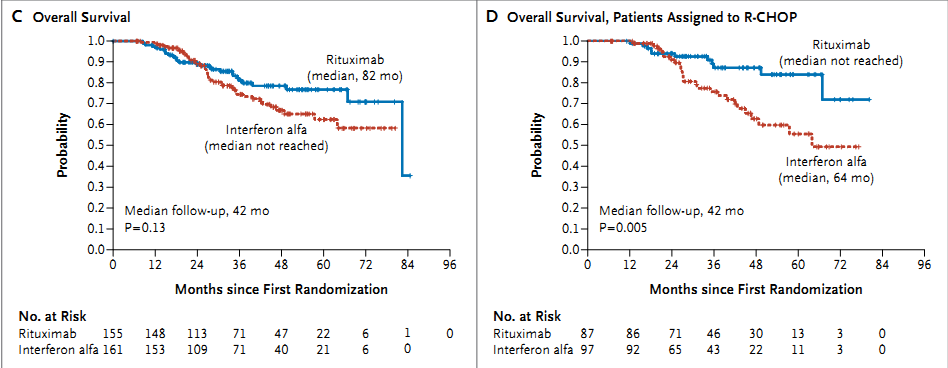 C Overall Survival
1.0
0.9
0.8
0.7
0.6
0.5
0.4
0.3
0.2
0.1
0.0
Probability
Rituximab
(median, 82 mo)
Interferon alfa
(median not reached)
Median follow-up, 42 mo
P=0.13
0 12 24 36 48 60 72 84 96
Months since First Randomization
No. at Risk
Rituximab 155 148 113 71 47 22 6 1 0
Interferon alfa 161 153 109 71 40 21 6 0
D Overall Survival, Patients Assigned to R-CHOP
1.0
0.9
0.8
0.7
0.6
0.5
0.4
0.3
0.2
0.1
0.0
Probability
Rituximab
(median not reached)
Interferon alfa
(median, 64 mo)
Median follow-up, 42 mo
P=0.005
0 12 24 36 48 60 72 84 96
Months since First Randomization
No. at Risk
Rituximab 87 86 71 46 30 13 3 0
Interferon alfa 97 92 65 43 22 11 3 0